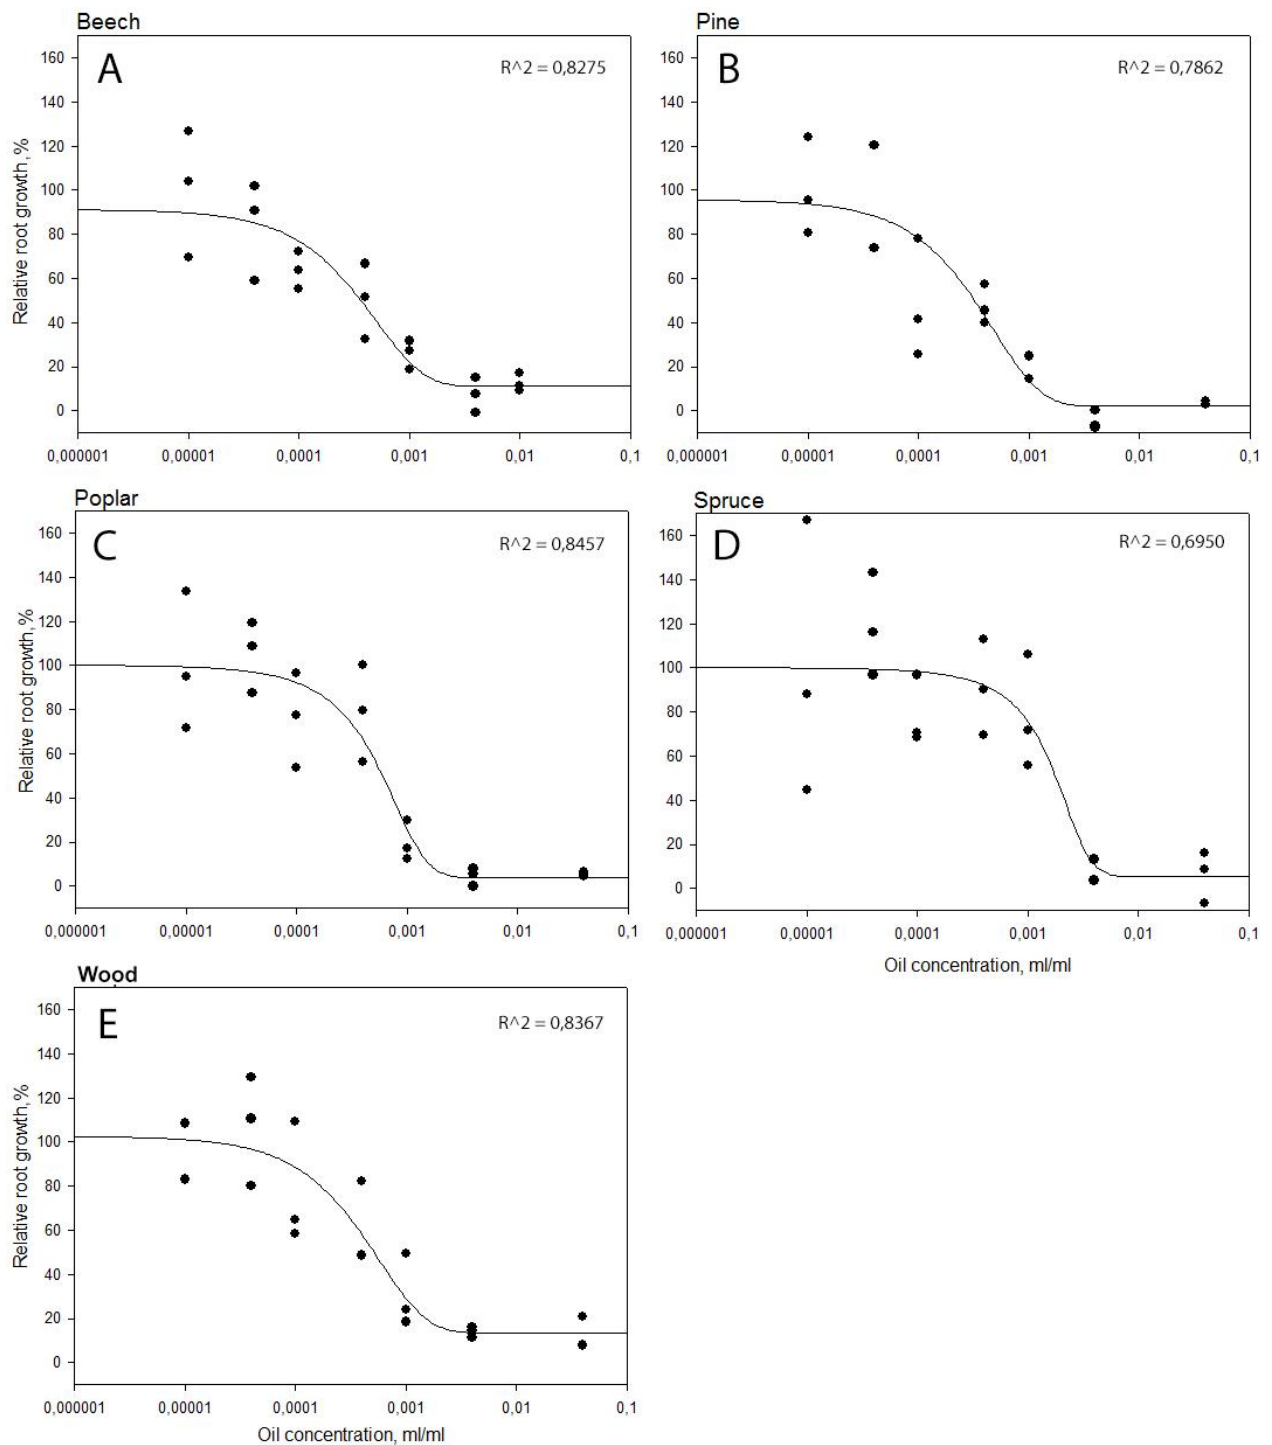 Beech
A
R^2 = 0,8275
160
140
120
100
80
60
40
20
0
Relative root growth,%
0,000001 0,00001 0,0001 0,001 0,01 0,1
Pine
B
R^2 = 0,7862
160
140
120
100
80
60
40
20
0
0,000001 0,00001 0,0001 0,001 0,01 0,1
Poplar
C
R^2 = 0,8457
160
140
120
100
80
60
40
20
0
Relative root growth,%
0,000001 0,00001 0,0001 0,001 0,01 0,1
Spruce
D
R^2 = 0,6950
160
140
120
100
80
60
40
20
0
0,000001 0,00001 0,0001 0,001 0,01 0,1
Oil concentration, ml/ml
Wood
E
R^2 = 0,8367
160
140
120
100
80
60
40
20
0
Relative root growth,%
0,000001 0,00001 0,0001 0,001 0,01 0,1
Oil concentration, ml/ml